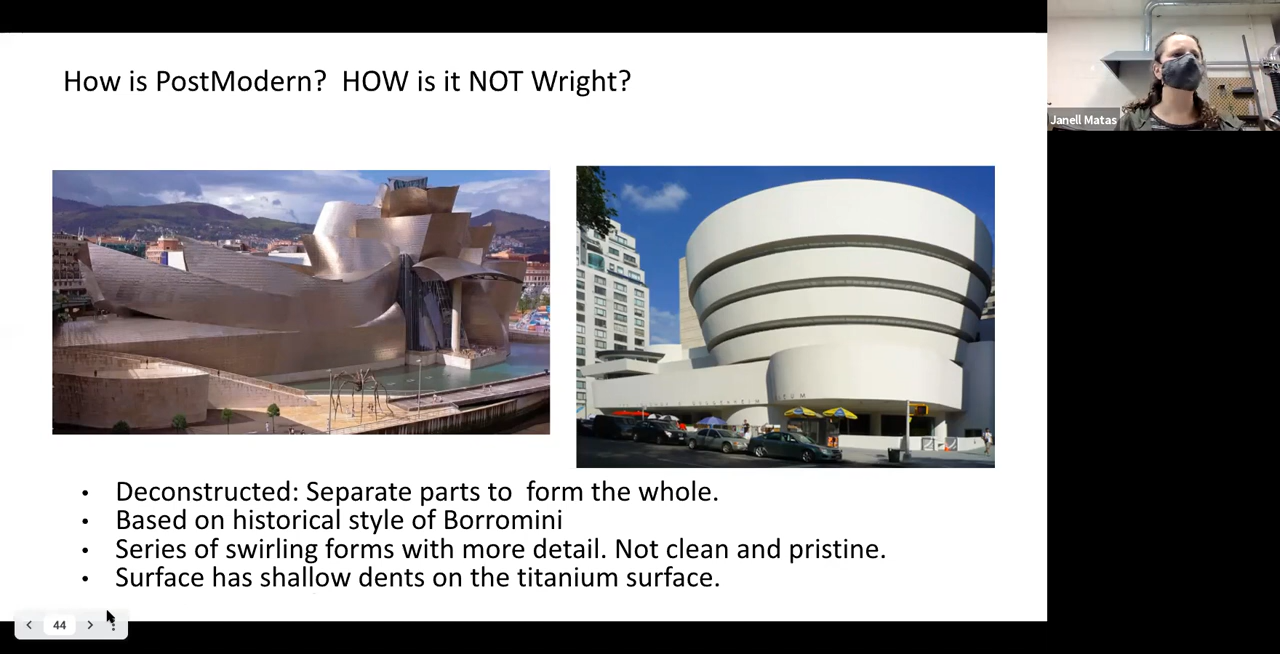 How is PostModern? HOW is it NOT Wright?
Janell Matas
• Deconstructed: Separate parts to form the whole.
• Based on historical style of Borromini
• Series of swirling forms with more detail. Not clean and pristine.
• Surface has shallow dents on the titanium surface.
44